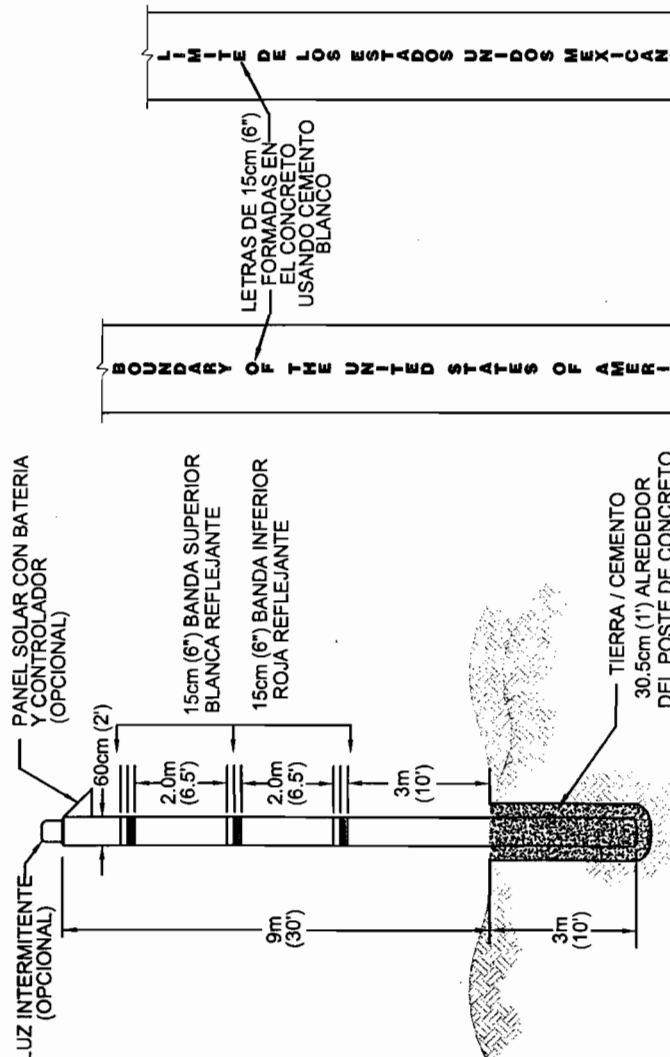 LUZ INTERMITENTE
(OPCIONAL)
PANEL SOLAR CON BATERIA
Y CONTROLADOR
(OPCIONAL)
60cm (2')
15cm (6") BANDA SUPERIOR
BLANCA REFLEJANTE
15cm (6") BANDA INFERIOR
ROJA REFLEJANTE
2.0m
(6.5')
2.0m
(6.5')
3m
(10')
9m
(30')
3m
(10')
TIERRA / CEMENTO
30.5cm (1') ALREDEDOR
DEL POSTE DE CONCRETO
BOUNDARY OF THE UNITED STATES OF AMERI
LETRAS DE 15cm (6")
FORMADAS EN
EL CONCRETO
USANDO CEMENTO
BLANCO
LIMITE DE LOS ESTADOS UNIDOS MEXICAN